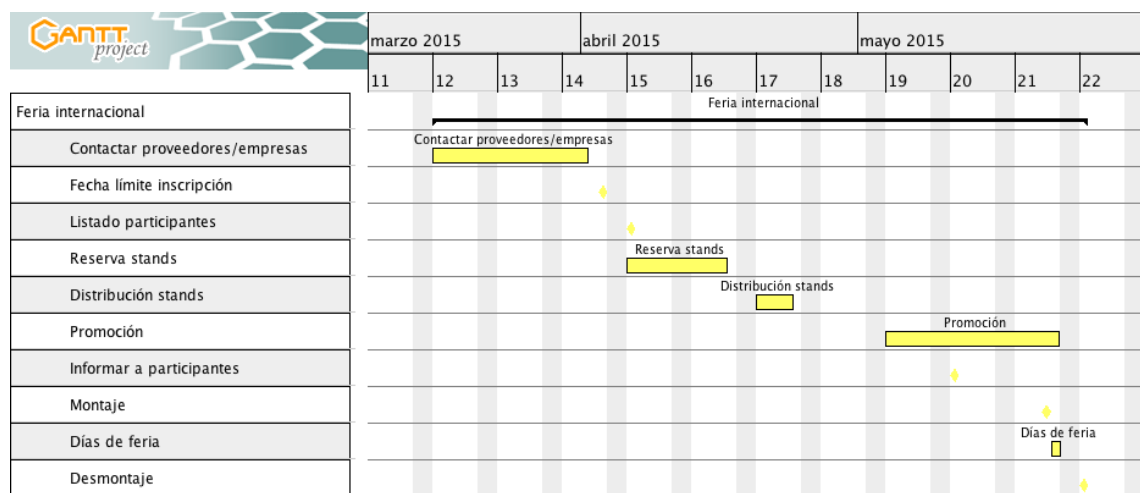 GANTT
project
marzo 2015
abril 2015
mayo 2015
11 12 13 14 15 16 17 18 19 20 21 22
Feria internacional
Feria internacional
Contactar proveedores/empresas
Contactar proveedores/empresas
Fecha límite inscripción
Listado participantes
Reserva stands
Reserva stands
Distribución stands
Distribución stands
Promoción
Promoción
Informar a participantes
Montaje
Días de feria
Días de feria
Desmontaje